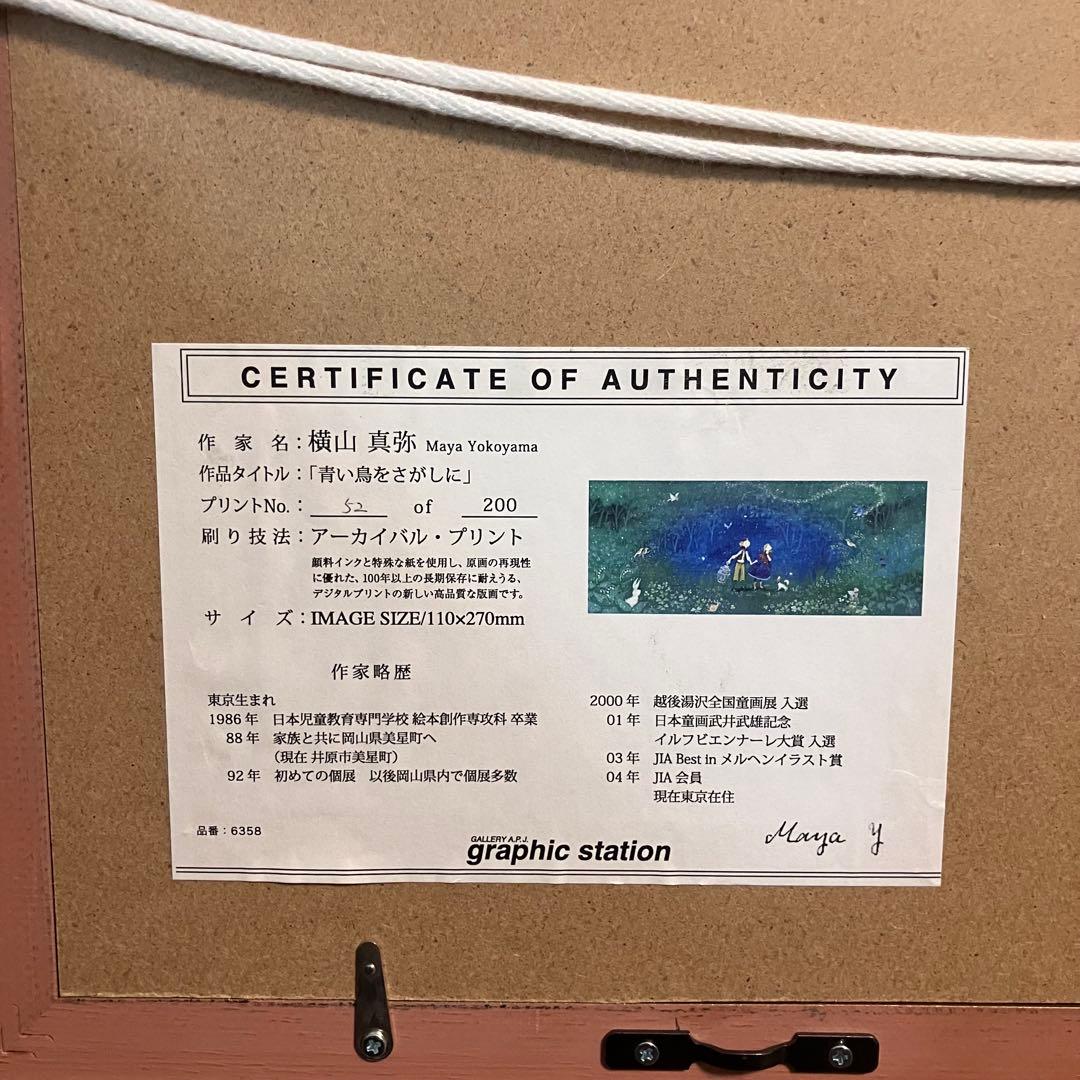 CERTIFICATE OF AUTHENTICITY
作家名：横山 真弥 Maya Yokoyama
作品タイトル：「青い鳥をさがしに」
プリントNo.： 52 of 200
刷り技法：アーカイバル・プリント
顔料インクと特殊な紙を使用し、原画の再現性
に優れた、100年以上の長期保存に耐えうる、
デジタルプリントの新しい高品質な版画です。
サイズ：IMAGE SIZE/110×270mm
作家略歴
東京生まれ
1986年 日本児童教育専門学校 絵本創作専攻科 卒業
88年 家族と共に岡山県美星町へ
（現在 井原市美星町）
92年 初めての個展 以後岡山県内で個展多数
2000年 越後湯沢全国童画展 入選
01年 日本童画武井武雄記念
イルフビエンナーレ大賞 入選
03年 JIA Best in メルヘンイラスト賞
04年 JIA 会員
現在東京在住
品番：6358
GALLERY A.P.J.
graphic station
Maya Y